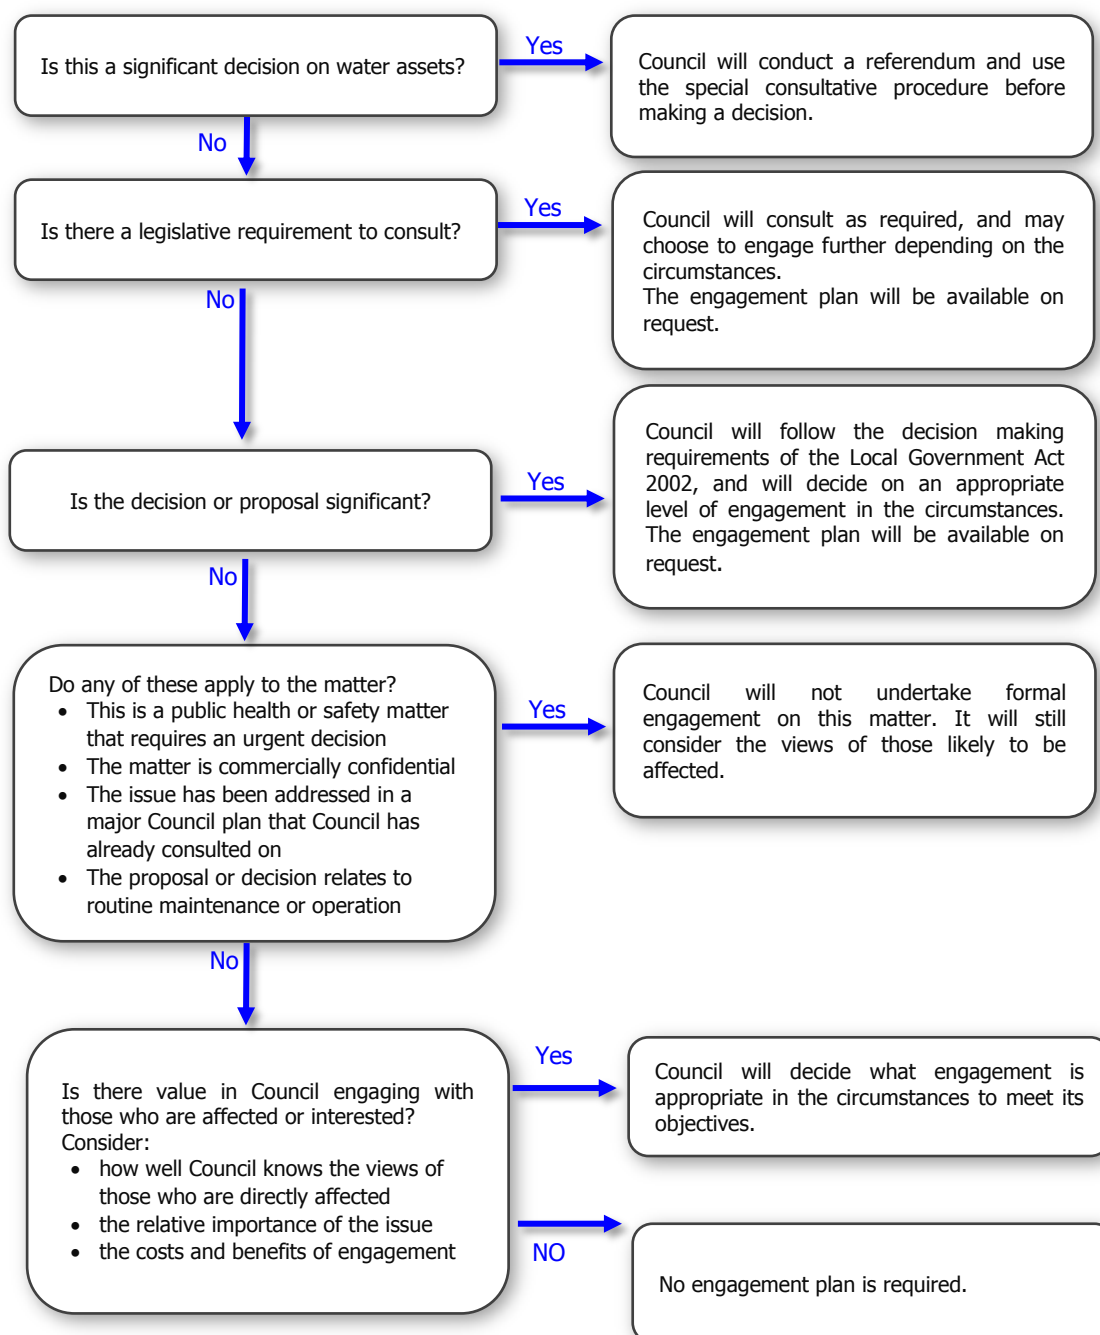 Is this a significant decision on water assets?
Yes
Council will conduct a referendum and use
the special consultative procedure before
making a decision.
No
Is there a legislative requirement to consult?
Yes
Council will consult as required, and may
choose to engage further depending on the
circumstances.
The engagement plan will be available on
request.
No
Is the decision or proposal significant?
Yes
Council will follow the decision making
requirements of the Local Government Act
2002, and will decide on an appropriate
level of engagement in the circumstances.
The engagement plan will be available on
request.
No
Do any of these apply to the matter?
• This is a public health or safety matter
that requires an urgent decision
• The matter is commercially confidential
• The issue has been addressed in a
major Council plan that Council has
already consulted on
• The proposal or decision relates to
routine maintenance or operation
Yes
Council will not undertake formal
engagement on this matter. It will still
consider the views of those likely to be
affected.
No
Is there value in Council engaging with
those who are affected or interested?
Consider:
• how well Council knows the views of
those who are directly affected
• the relative importance of the issue
• the costs and benefits of engagement
Yes
Council will decide what engagement is
appropriate in the circumstances to meet its
objectives.
NO
No engagement plan is required.